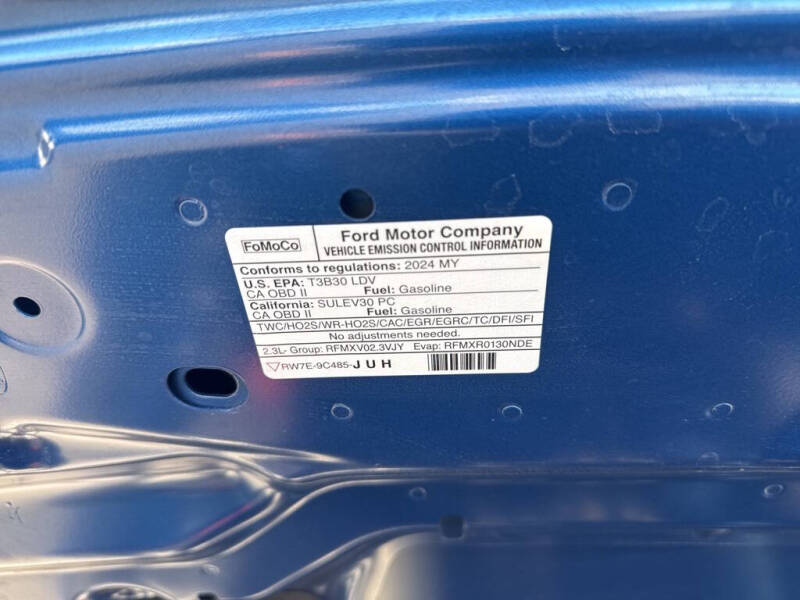 FoMoCo
Ford Motor Company
VEHICLE EMISSION CONTROL INFORMATION
Conforms to regulations: 2024 MY
U.S. EPA: T3B30 LDV
CA OBD II Fuel: Gasoline
California: SULEV30 PC
CA OBD II Fuel: Gasoline
TWC/HO2S/WR-HO2S/CAC/EGR/EGRC/TC/DFI/SFI
No adjustments needed.
2.3L- Group: RFMXV02.3VJY Evap: RFMXR0130NDE
RW7E-9C485-JUH